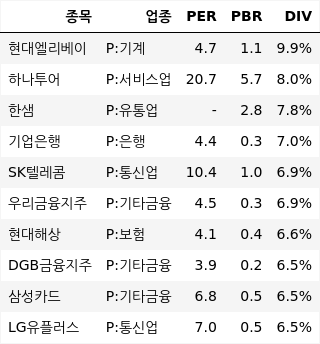 종목 업종 PER PBR DIV
현대엘리베이 P:기계 4.7 1.1 9.9%
하나투어 P:서비스업 20.7 5.7 8.0%
한샘 P:유통업 - 2.8 7.8%
기업은행 P:은행 4.4 0.3 7.0%
SK텔레콤 P:통신업 10.4 1.0 6.9%
우리금융지주 P:기타금융 4.5 0.3 6.9%
현대해상 P:보험 4.1 0.4 6.6%
DGB금융지주 P:기타금융 3.9 0.2 6.5%
삼성카드 P:기타금융 6.8 0.5 6.5%
LG유플러스 P:통신업 7.0 0.5 6.5%